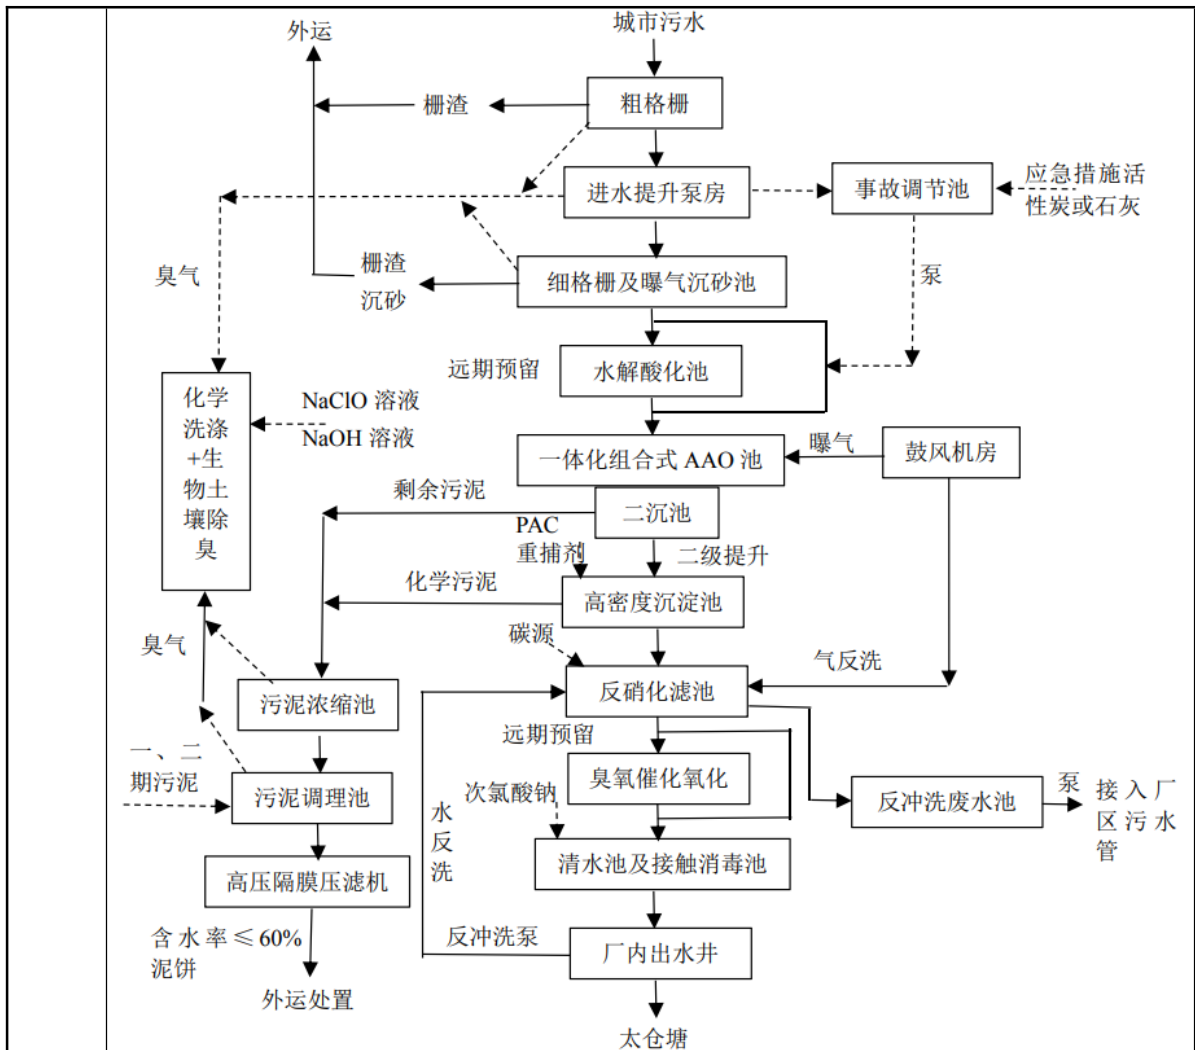 城市污水
外运
粗格栅
栅渣
进水提升泵房
事故调节池
应急措施活
性炭或石灰
臭气
栅渣
沉砂
细格栅及曝气沉砂池
泵
远期预留
水解酸化池
化学
洗涤
+生
物土
壤除
臭
NaClO 溶液
NaOH 溶液
一体化组合式 AAO 池
曝气
鼓风机房
剩余污泥
二沉池
PAC
重捕剂
二级提升
化学污泥
高密度沉淀池
碳源
臭气
气反洗
污泥浓缩池
反硝化滤池
远期预留
一、二
期污泥
污泥调理池
臭氧催化氧化
次氯酸钠
水
反
洗
反冲洗废水池
泵
接入厂
区污水
管
高压隔膜压滤机
清水池及接触消毒池
含水率≤60%
泥饼
反冲洗泵
厂内出水井
外运处置
太仓塘